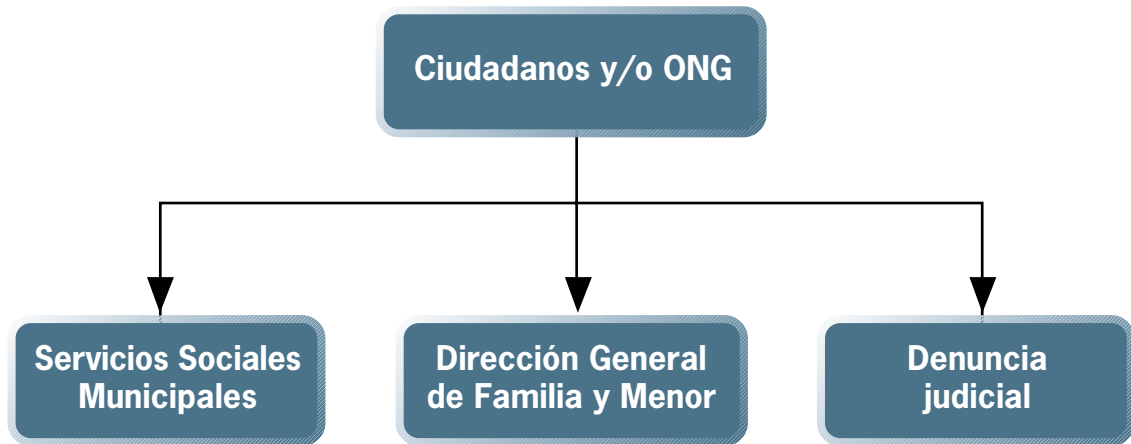 Ciudadanos y/o ONG
Servicios Sociales
Municipales
Dirección General
de Familia y Menor
Denuncia
judicial